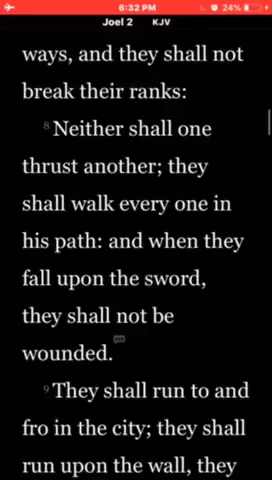 6:32 PM 24%
Joel 2 KJV
ways, and they shall not
break their ranks:
8 Neither shall one
thrust another; they
shall walk every one in
his path: and when they
fall upon the sword,
they shall not be
wounded.
9 They shall run to and
fro in the city; they shall
run upon the wall, they